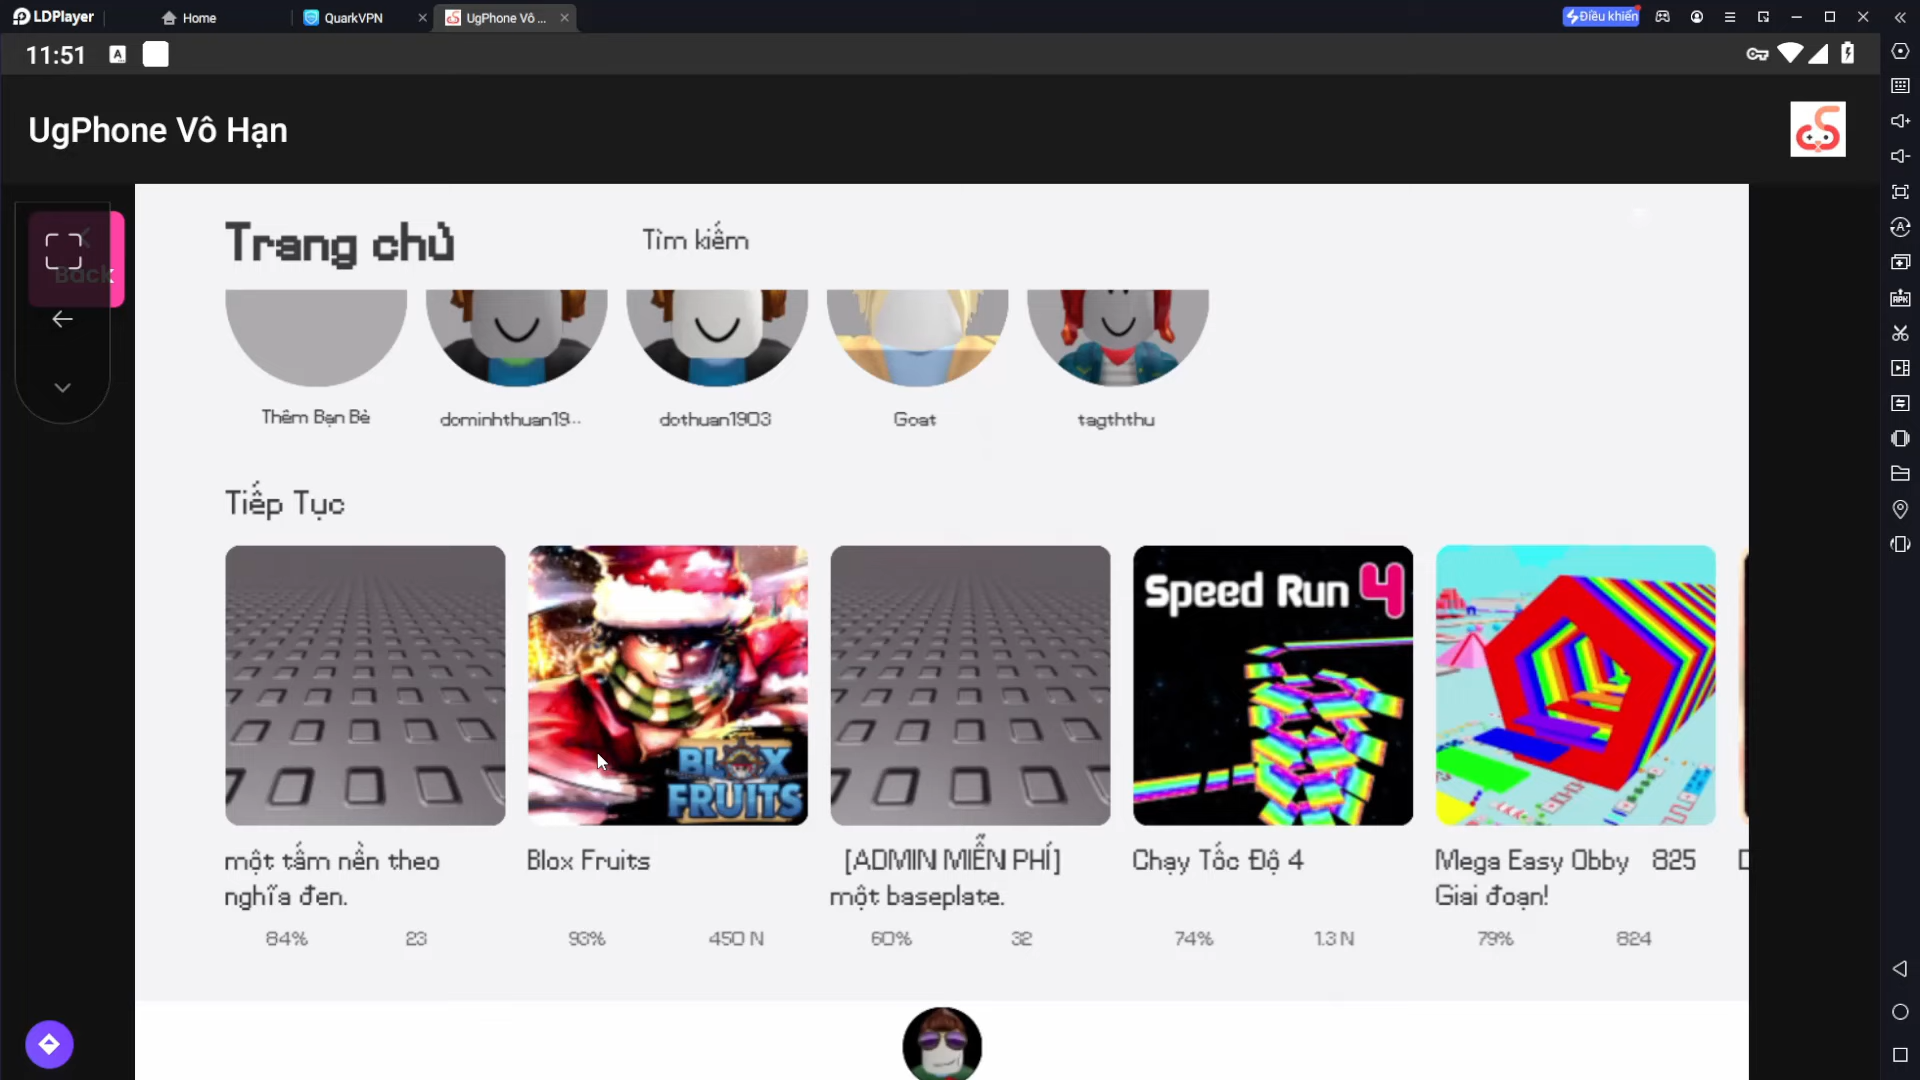 LDPlayer
Home
QuarkVPN
UgPhone Vô ...
Điều khiển
11:51
A
UgPhone Vô Hạn
Back
Trang chủ
Tìm kiếm
Thêm Bạn Bè
dominhthuan19...
dothuan1903
Goat
tagththu
Tiếp Tục
Speed Run 4
BLOX
FRUITS
một tấm nền theo
nghĩa đen.
Blox Fruits
[ADMIN MIỄN PHÍ]
một baseplate.
Chạy Tốc Độ 4
Mega Easy Obby 825
Giai đoạn!
84%
23
93%
450 N
60%
32
74%
1.3 N
79%
824